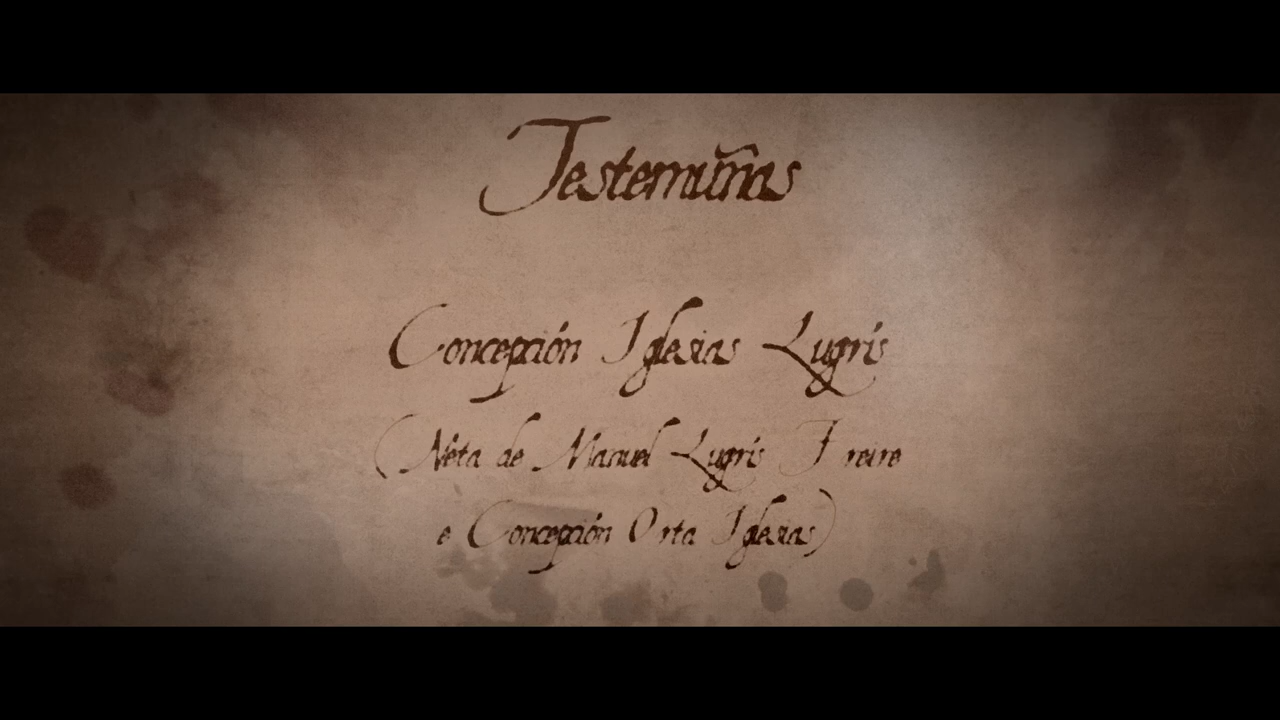 Testemuñas
Concepción Iglesias Lugrís
(Neta de Manuel Lugrís Freire
e Concepción Orta Iglesias)